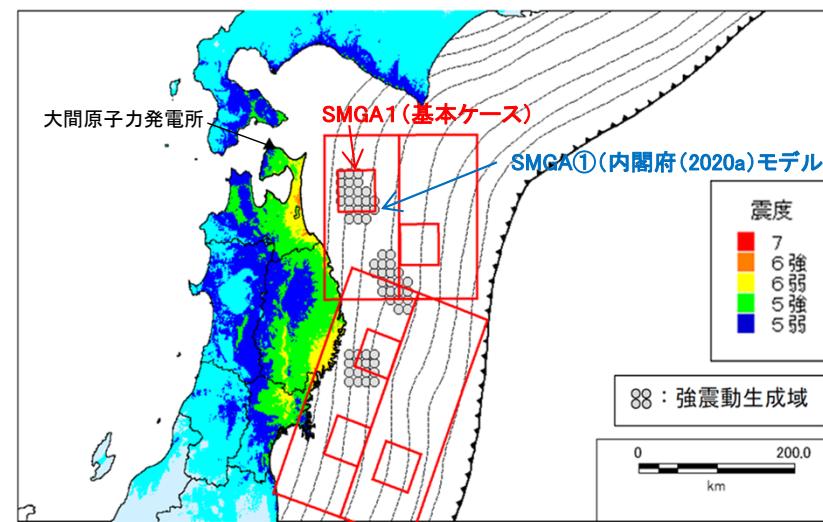 大間原子力発電所
SMGA1(基本ケース)
SMGA①(内閣府(2020a)モデル
震度
7
6強
6弱
5強
5弱
：強震動生成域
0 200.0
km